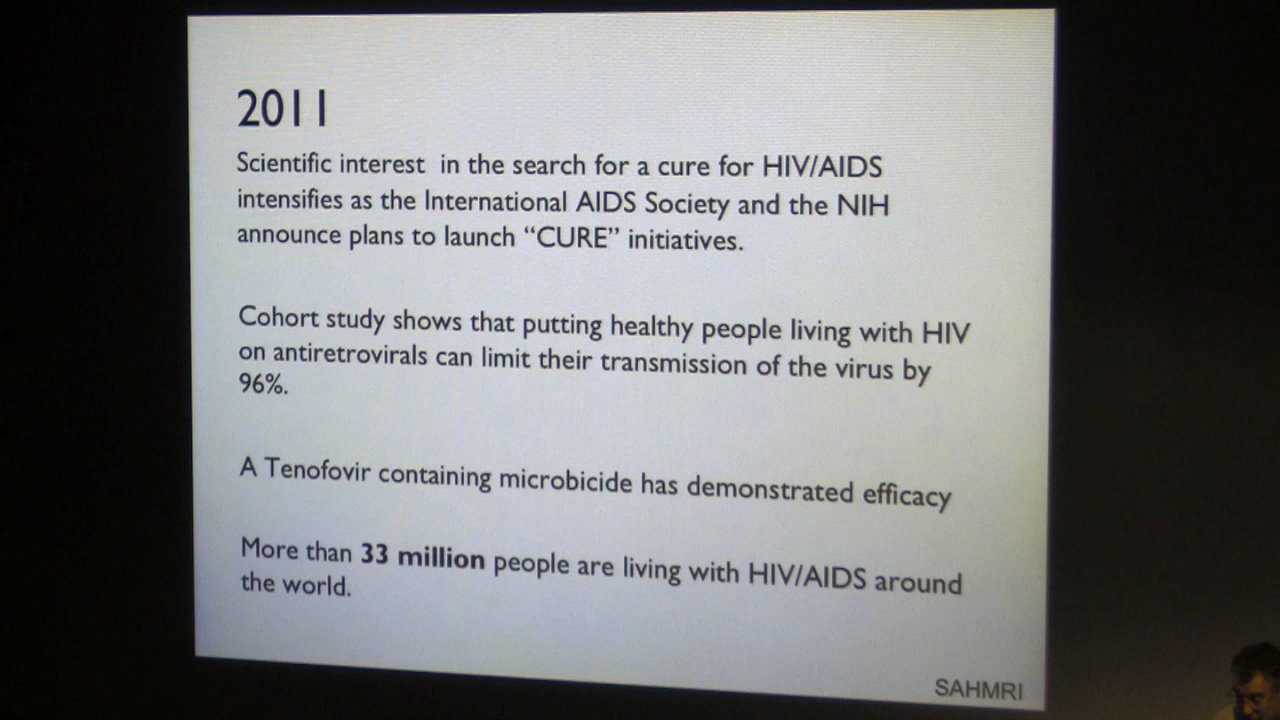 2011
Scientific interest in the search for a cure for HIV/AIDS
intensifies as the International AIDS Society and the NIH
announce plans to launch “CURE” initiatives.
Cohort study shows that putting healthy people living with HIV
on antiretrovirals can limit their transmission of the virus by
96%.
A Tenofovir containing microbicide has demonstrated efficacy
More than 33 million people are living with HIV/AIDS around
the world.
SAHMRI